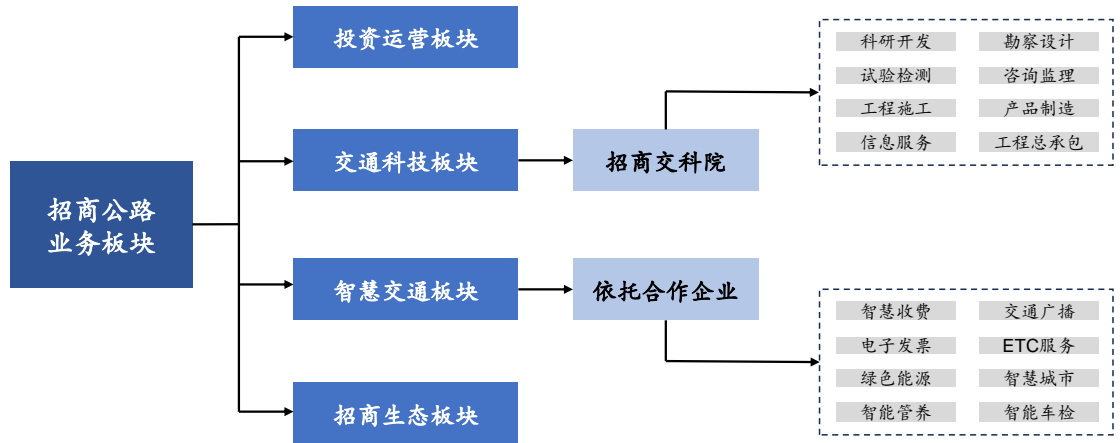 招商公路
业务板块
投资运营板块
交通科技板块
招商交科院
科研开发
勘察设计
试验检测
咨询监理
工程施工
产品制造
信息服务
工程总承包
智慧交通板块
依托合作企业
智慧收费
交通广播
电子发票
ETC服务
绿色能源
智慧城市
智能管养
智能车检
招商生态板块